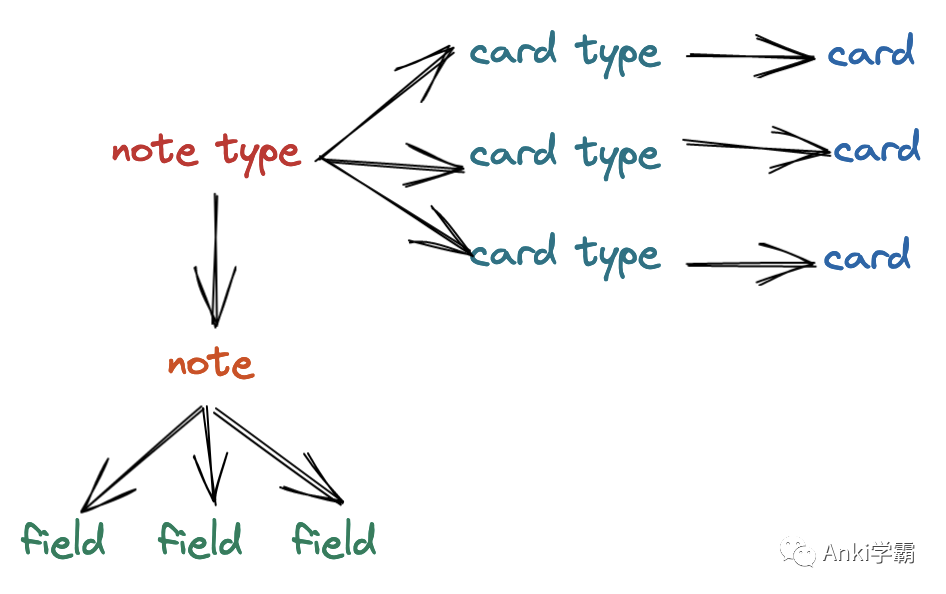 card type
card
note type
card type
card
card type
card
note
field
field
field
Anki学霸